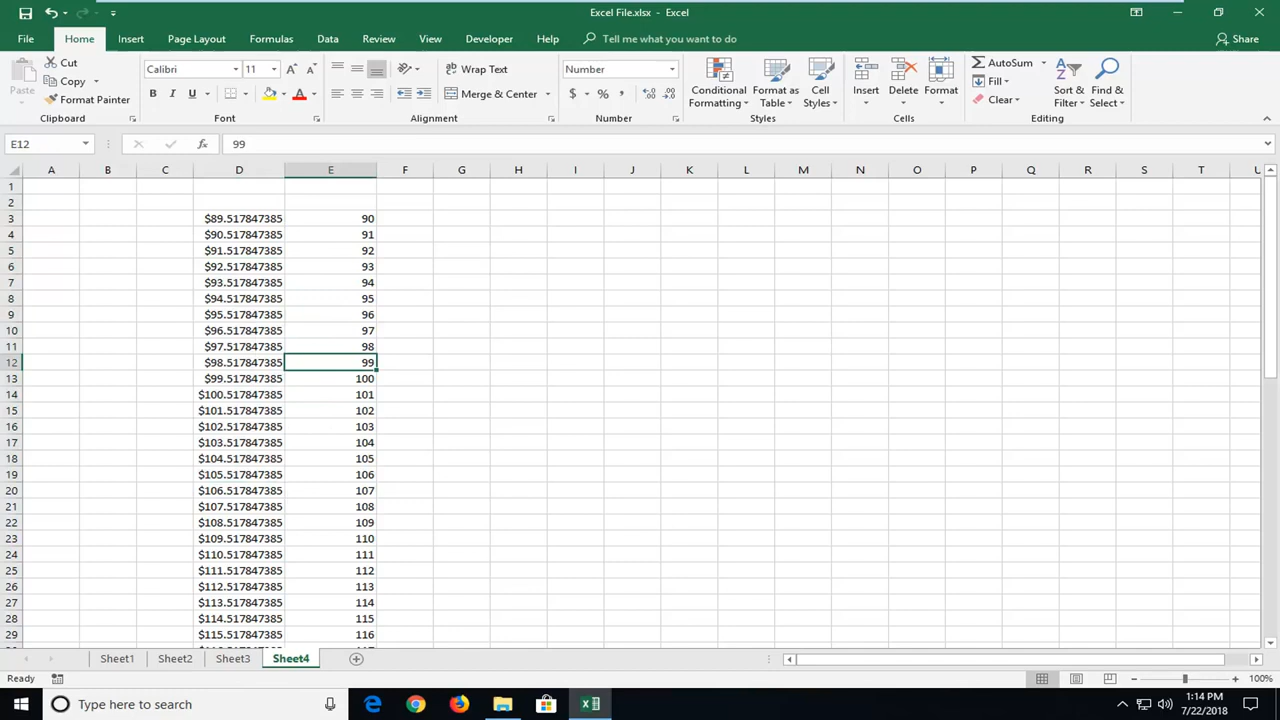 Excel File.xlsx - Excel
File Home Insert Page Layout Formulas Data Review View Developer Help Tell me what you want to do Share
Paste Cut Copy Format Painter Clipboard
Calibri 11 B I U A Font
Wrap Text Merge & Center Alignment
Number $ % , Number
Conditional Formatting Format as Table Cell Styles Styles
Insert Delete Format Cells
AutoSum Fill Clear Sort & Filter Find & Select Editing
E12 fx 99
A B C D E F G H I J K L M N O P Q R S T U
1
2
3 $89.517847385 90
4 $90.517847385 91
5 $91.517847385 92
6 $92.517847385 93
7 $93.517847385 94
8 $94.517847385 95
9 $95.517847385 96
10 $96.517847385 97
11 $97.517847385 98
12 $98.517847385 99
13 $99.517847385 100
14 $100.517847385 101
15 $101.517847385 102
16 $102.517847385 103
17 $103.517847385 104
18 $104.517847385 105
19 $105.517847385 106
20 $106.517847385 107
21 $107.517847385 108
22 $108.517847385 109
23 $109.517847385 110
24 $110.517847385 111
25 $111.517847385 112
26 $112.517847385 113
27 $113.517847385 114
28 $114.517847385 115
29 $115.517847385 116
Sheet1 Sheet2 Sheet3 Sheet4
Ready 100%
Type here to search 1:14 PM
7/22/2018